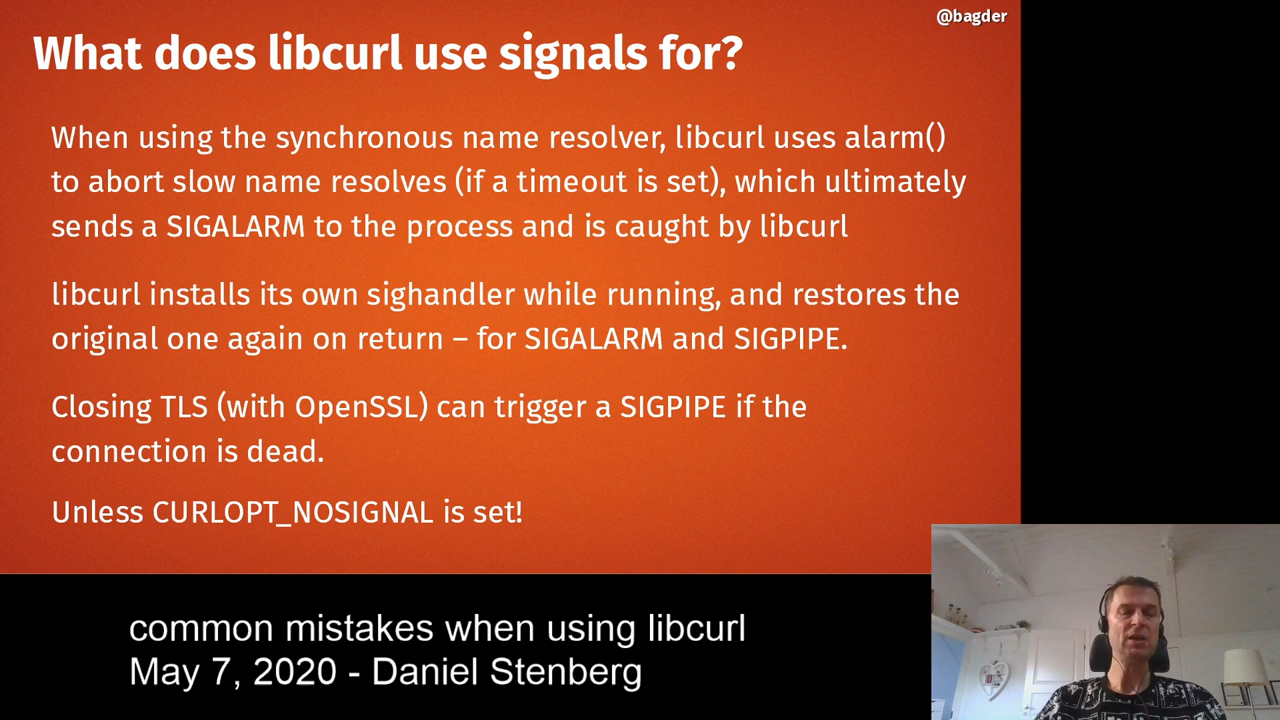 @bagder
What does libcurl use signals for?
When using the synchronous name resolver, libcurl uses alarm()
to abort slow name resolves (if a timeout is set), which ultimately
sends a SIGALARM to the process and is caught by libcurl
libcurl installs its own sighandler while running, and restores the
original one again on return – for SIGALARM and SIGPIPE.
Closing TLS (with OpenSSL) can trigger a SIGPIPE if the
connection is dead.
Unless CURLOPT_NOSIGNAL is set!
common mistakes when using libcurl
May 7, 2020 - Daniel Stenberg